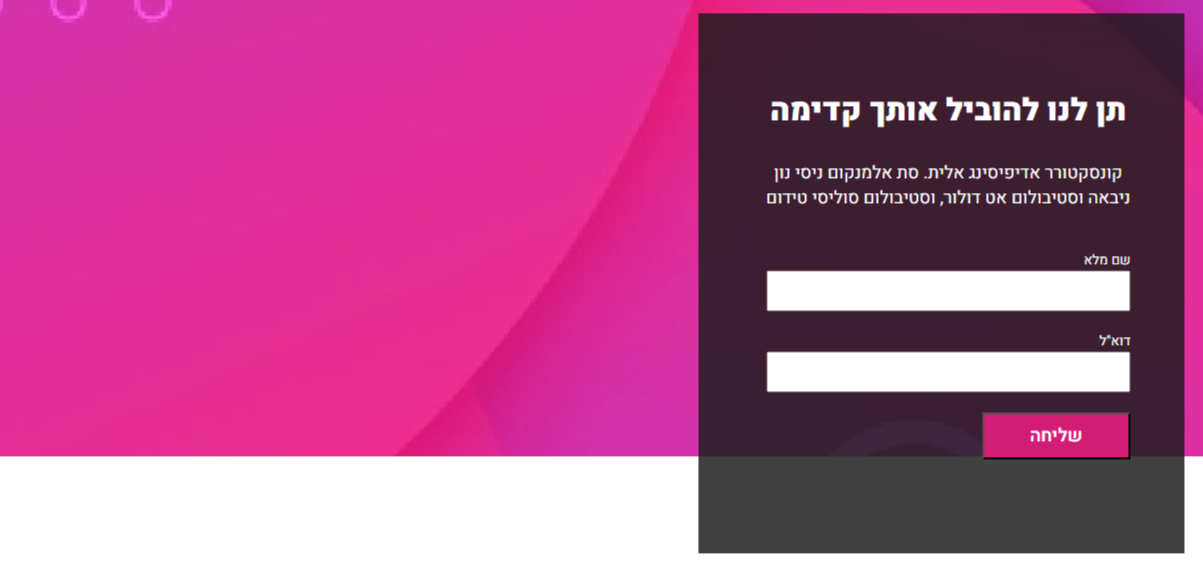 תן לנו להוביל אותך קדימה
קונסקטורר אדיפיסינג אלית. סת אלמנקום ניסי נון
ניבאה וסטיבולום אט דולור, וסטיבולום סוליסי טידום
שם מלא
דוא"ל
שליחה